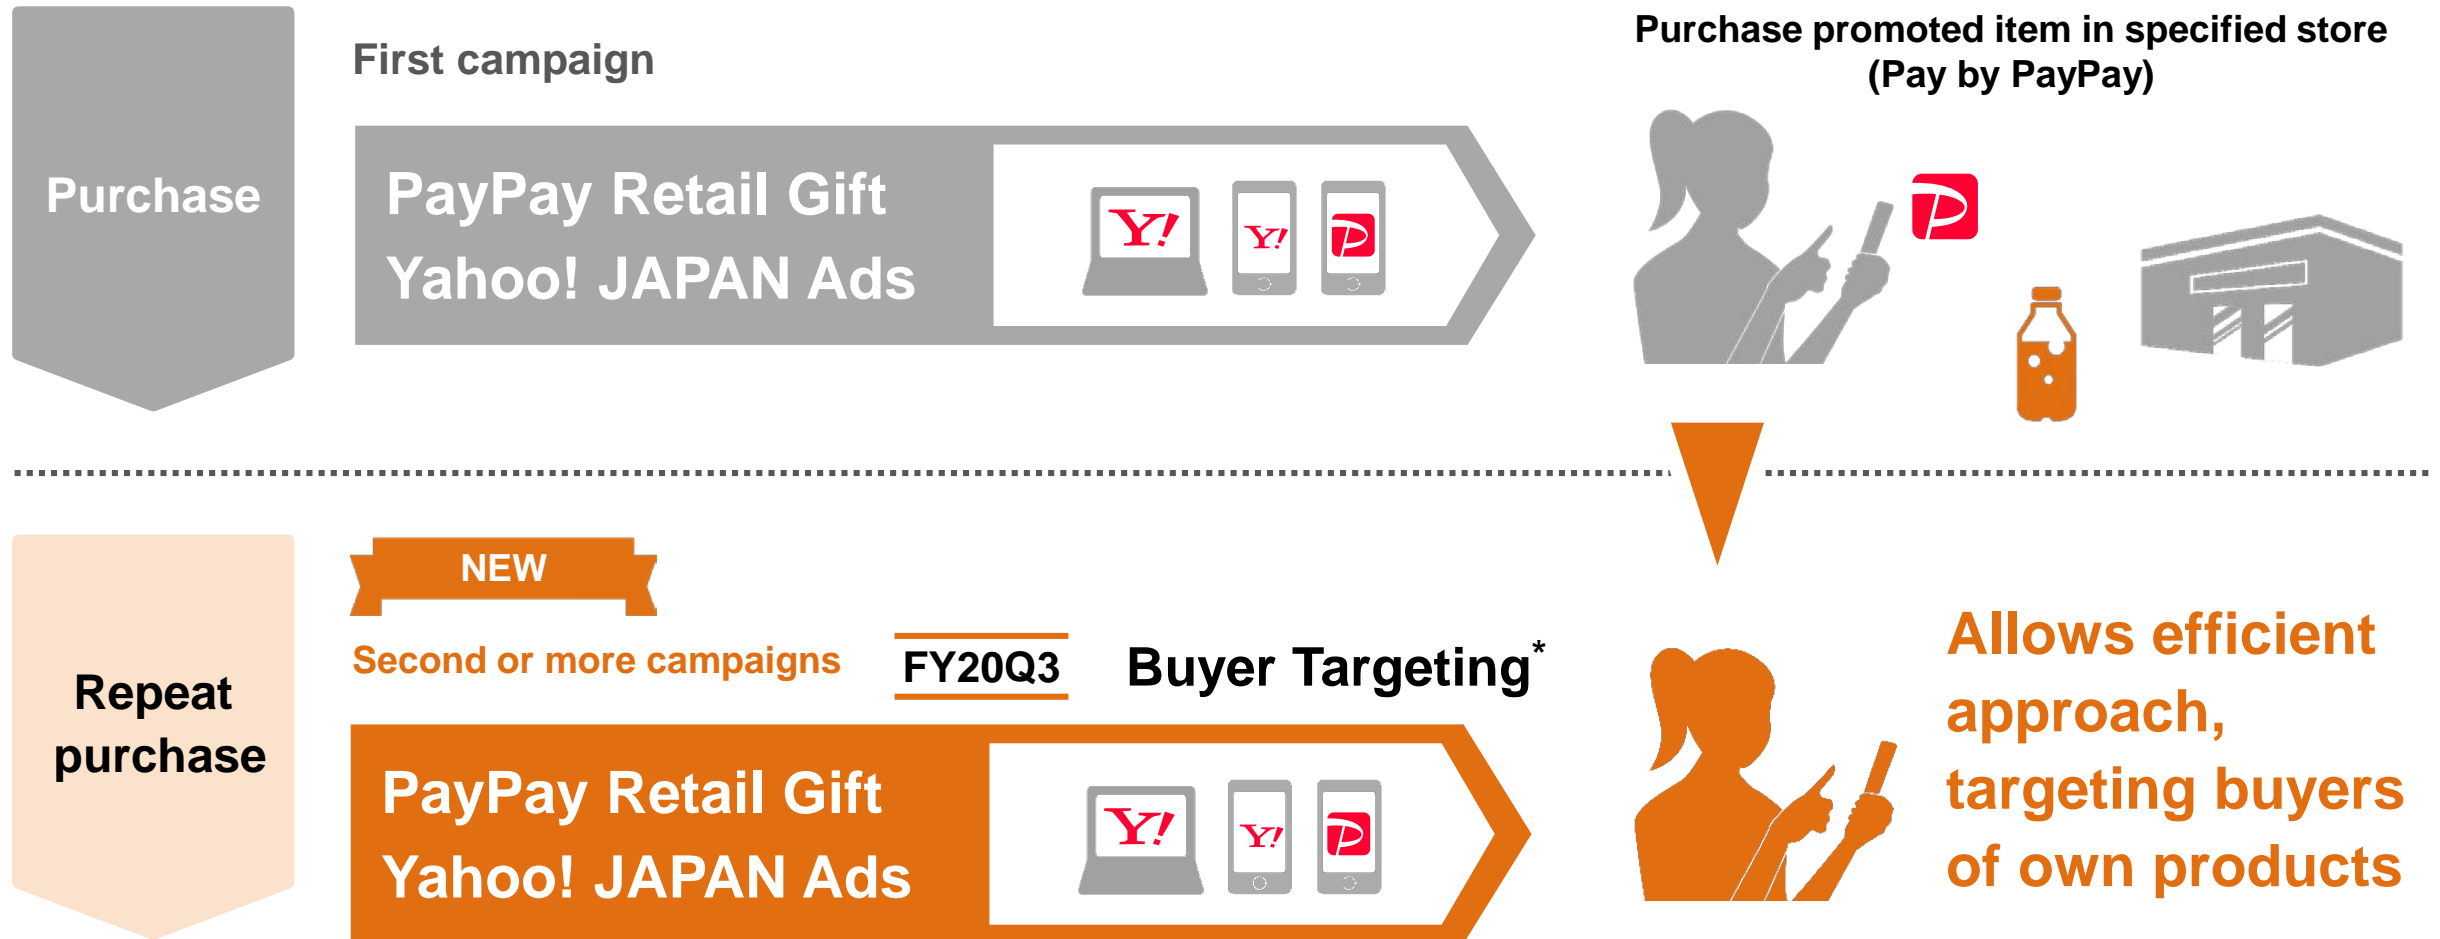 Purchase
First campaign
PayPay Retail Gift
Yahoo! JAPAN Ads
Y!
Y!
P
Purchase promoted item in specified store
(Pay by PayPay)
P
Repeat
purchase
NEW
Second or more campaigns
FY20Q3
Buyer Targeting*
PayPay Retail Gift
Yahoo! JAPAN Ads
Y!
Y!
P
Allows efficient
approach,
targeting buyers
of own products